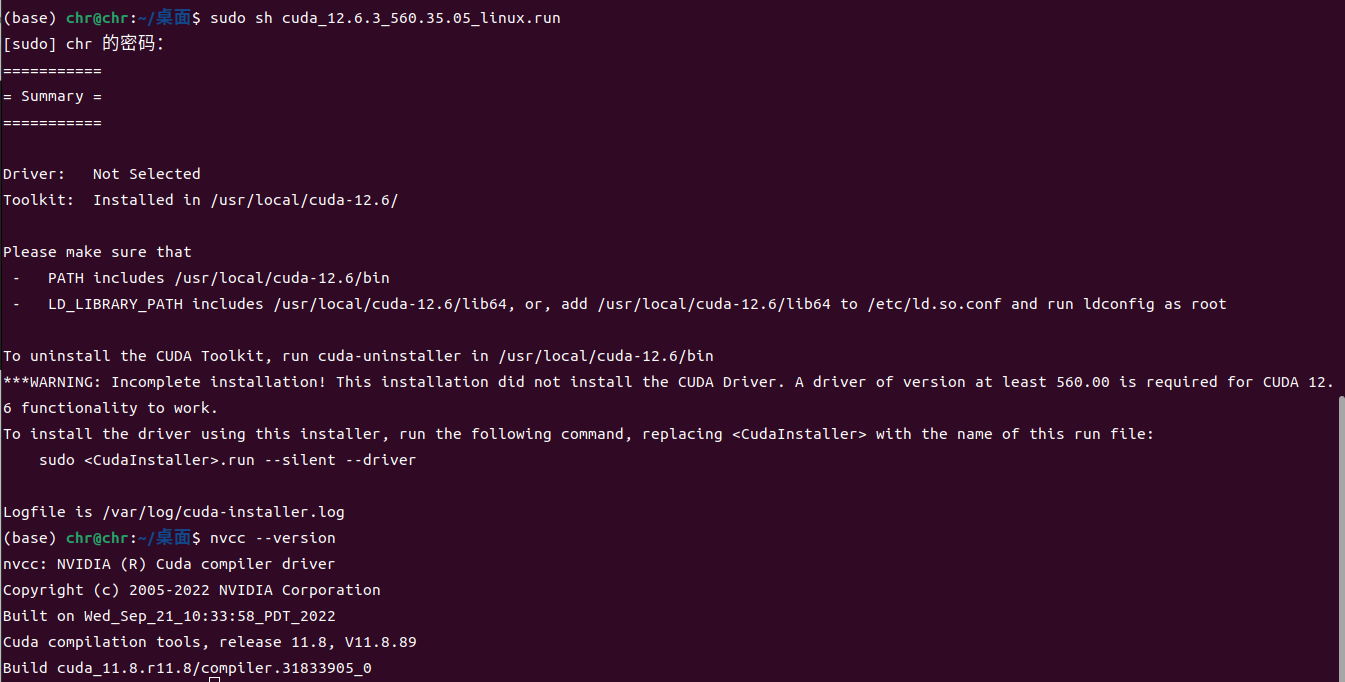 (base) chr@chr:~/桌面$ sudo sh cuda_12.6.3_560.35.05_linux.run
[sudo] chr 的密码：
===========
= Summary =
===========
Driver:   Not Selected
Toolkit:  Installed in /usr/local/cuda-12.6/
Please make sure that
 -   PATH includes /usr/local/cuda-12.6/bin
 -   LD_LIBRARY_PATH includes /usr/local/cuda-12.6/lib64, or, add /usr/local/cuda-12.6/lib64 to /etc/ld.so.conf and run ldconfig as root
To uninstall the CUDA Toolkit, run cuda-uninstaller in /usr/local/cuda-12.6/bin
***WARNING: Incomplete installation! This installation did not install the CUDA Driver. A driver of version at least 560.00 is required for CUDA 12.
6 functionality to work.
To install the driver using this installer, run the following command, replacing <CudaInstaller> with the name of this run file:
    sudo <CudaInstaller>.run --silent --driver
Logfile is /var/log/cuda-installer.log
(base) chr@chr:~/桌面$ nvcc --version
nvcc: NVIDIA (R) Cuda compiler driver
Copyright (c) 2005-2022 NVIDIA Corporation
Built on Wed_Sep_21_10:33:58_PDT_2022
Cuda compilation tools, release 11.8, V11.8.89
Build cuda_11.8.r11.8/compiler.31833905_0